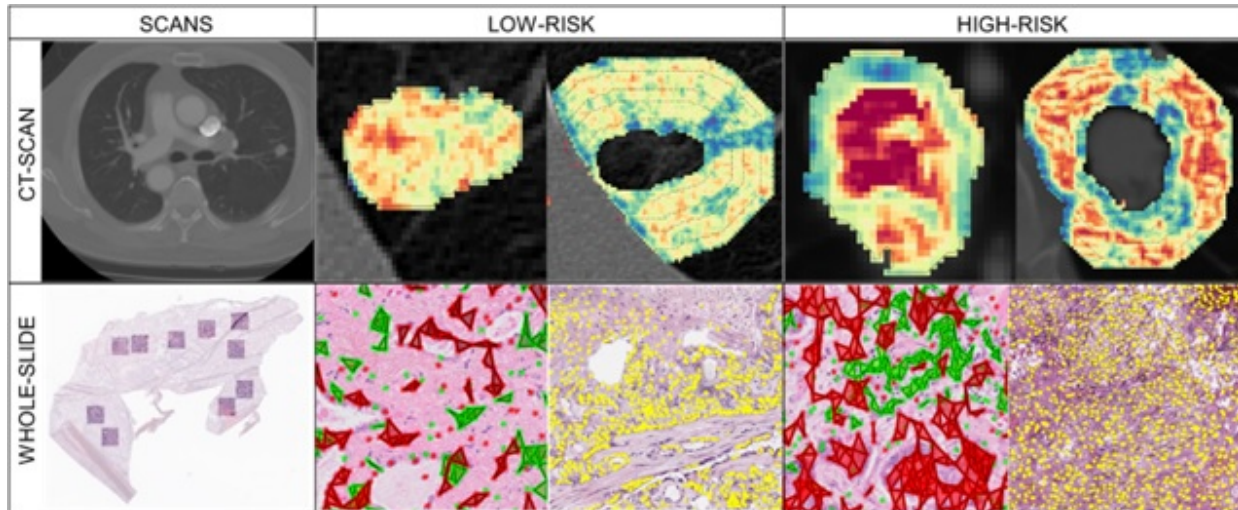 SCANS
LOW-RISK
HIGH-RISK
CT-SCAN
WHOLE-SLIDE